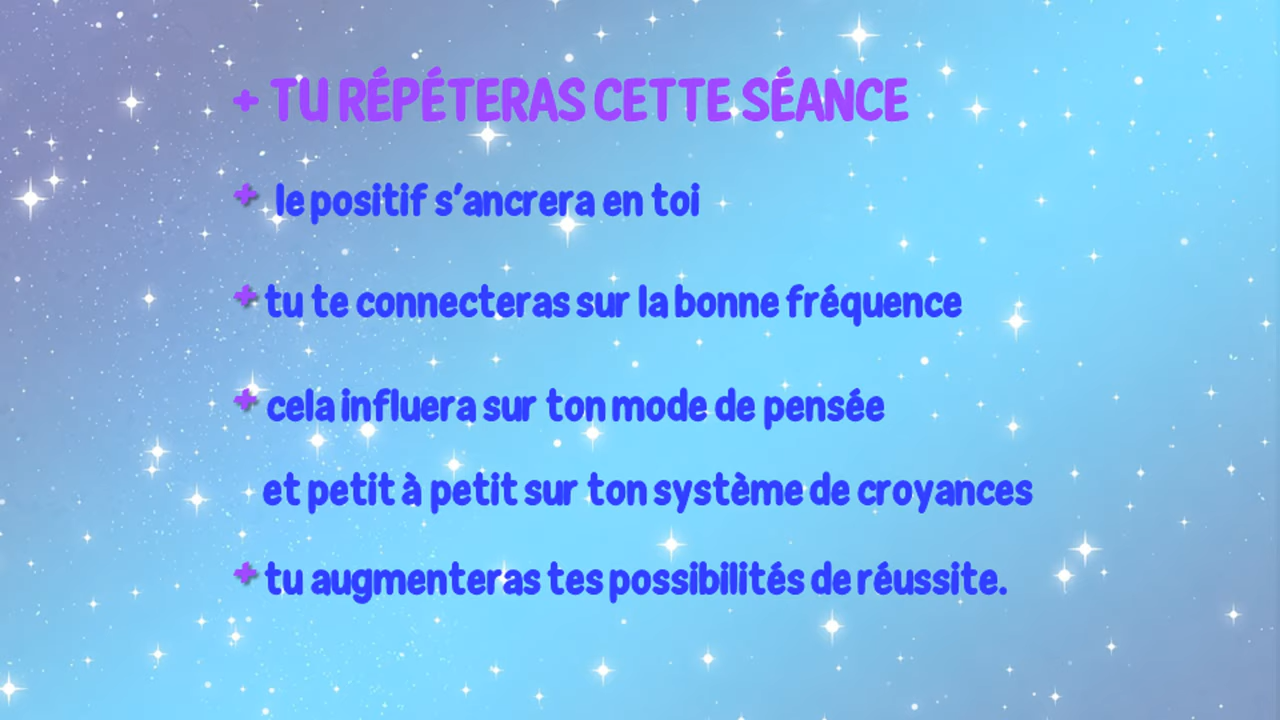 + TU RÉPÉTERAS CETTE SÉANCE
+ le positif s’ancrera en toi
+ tu te connecteras sur la bonne fréquence
+ cela influera sur ton mode de pensée
et petit à petit sur ton système de croyances
+ tu augmenteras tes possibilités de réussite.